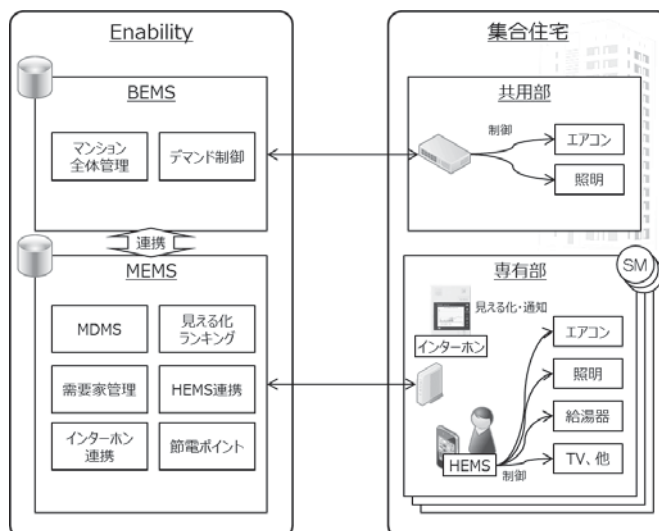 Enability
BEMS
マンション
全体管理
デマンド制御
連携
MEMS
MDMS
見える化
ランキング
需要家管理
HEMS連携
インターホン
連携
節電ポイント
集合住宅
共用部
制御
エアコン
照明
専有部
SM
見える化・通知
インターホン
エアコン
照明
給湯器
HEMS
制御
TV、他